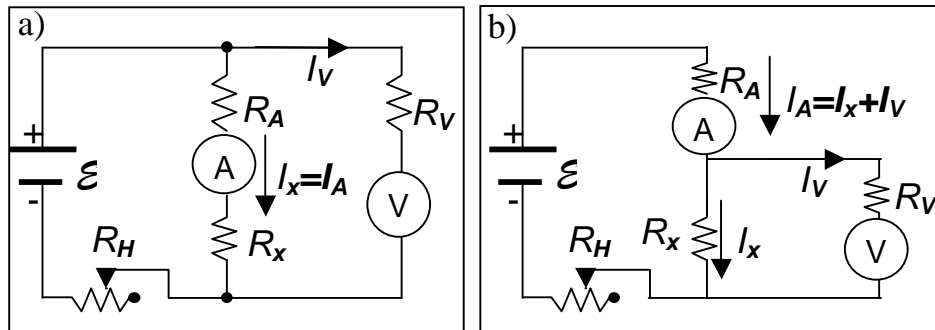 a)
I_V
R_A
R_V
+
A
I_x=I_A
ℰ
V
-
R_x
R_H
b)
R_A
I_A=I_x+I_V
A
+
I_V
ℰ
R_V
-
R_x
I_x
V
R_H